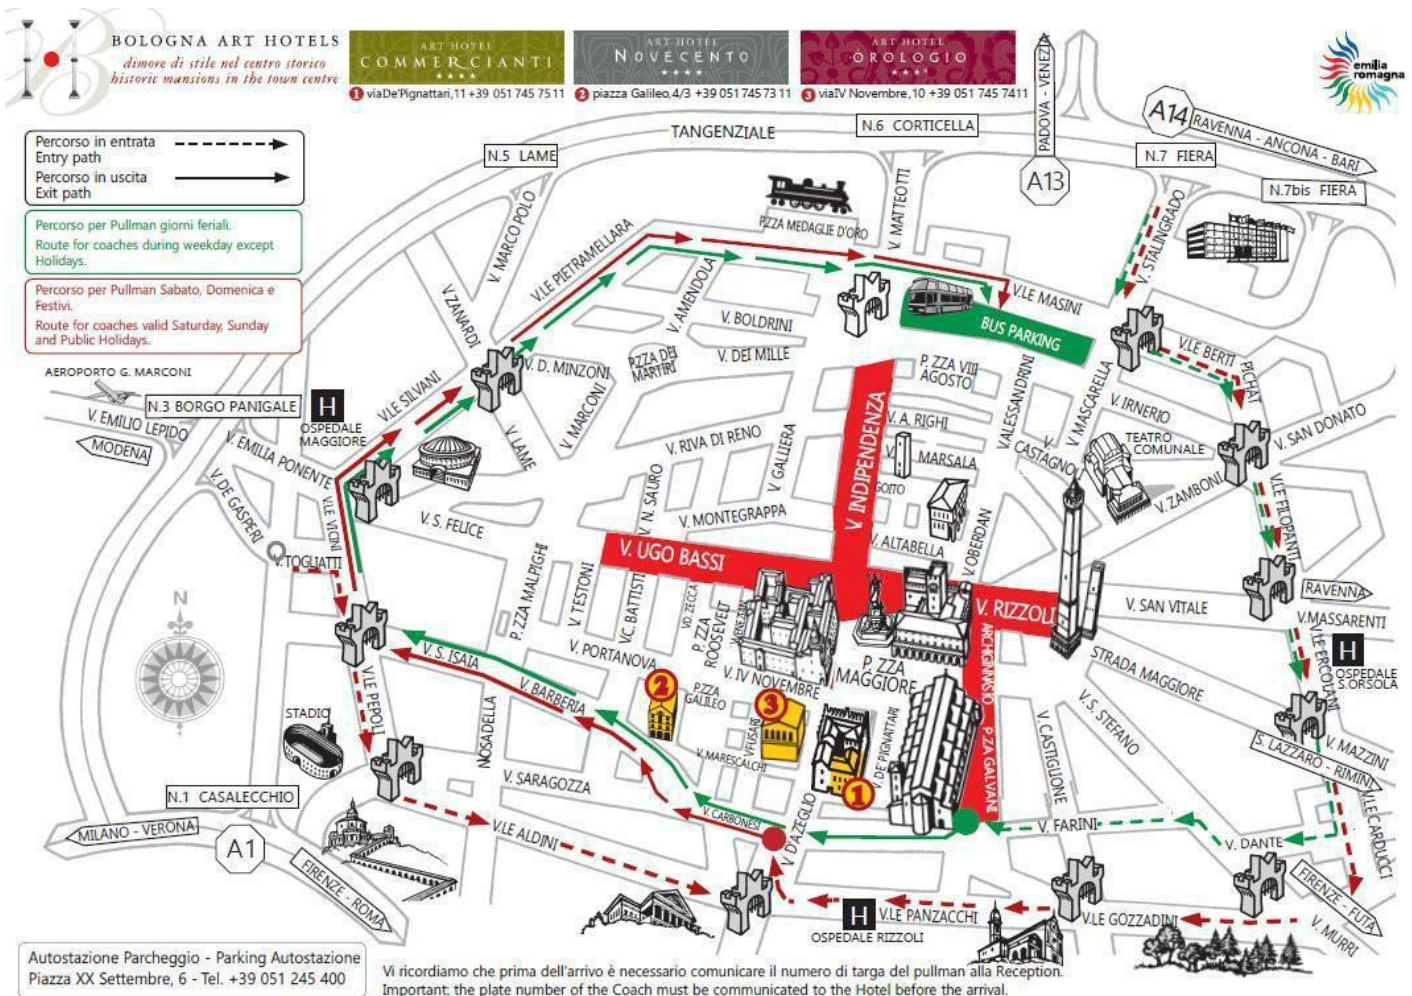 BOLOGNA ART HOTELS
dimore di stile nel centro storico
historic mansions in the town centre
ART HOTEL
COMMERCIANTI
❶ viaDe'Pignattari,11 +39 051 745 7511
ART HOTEL
NOVECENTO
❷ piazza Galileo,4/3 +39 051 745 73 11
ART HOTEL
OROLOGIO
❸ viaIV Novembre,10 +39 051 745 7411
emilia
romagna
Percorso in entrata
Entry path
Percorso in uscita
Exit path
Percorso per Pullman giorni feriali.
Route for coaches during weekday except
Holidays.
Percorso per Pullman Sabato, Domenica e
Festivi.
Route for coaches valid Saturday, Sunday
and Public Holidays.
TANGENZIALE
N.6 CORTICELLA
N.5 LAME
PADOVA - VENEZIA
A13
A14
RAVENNA - ANCONA - BARI
N.7 FIERA
N.7bis FIERA
V. MARCO POLO
V.LE PIETRAMELLARA
P.ZZA MEDAGLIE D'ORO
V. MATTEOTTI
V. STALINGRADO
V. ZANARDI
V. AMENDOLA
V. BOLDRINI
V.LE MASINI
BUS PARKING
V. DEI MILLE
P.ZZA DEI
MARTIRI
V. D. MINZONI
P. ZZA VIII
AGOSTO
V.ALESSANDRINI
V. MASCARELLA
V.LE BERTI
PICHAT
V. IRNERIO
V. SAN DONATO
AEROPORTO G. MARCONI
N.3 BORGO PANIGALE
V. EMILIO LEPIDO
MODENA
H
OSPEDALE
MAGGIORE
V.LE SILVANI
V. EMILIA PONENTE
V. LAME
V. MARCONI
V. RIVA DI RENO
V. GALLIERA
V. INDIPENDENZA
V. A. RIGHI
V.
MARSALA
GOITO
V.
CASTAGNOLI
TEATRO
COMUNALE
V. ZAMBONI
V.LE FILOPANTI
V. DE GASPERI
V.LE VICINI
V. S. FELICE
V. N. SAURO
V. MONTEGRAPPA
V. ALTABELLA
V.OBERDAN
V.TOGLIATTI
V. UGO BASSI
P.ZZA MALPIGHI
V. TESTONI
V.C. BATTISTI
V.D ZECCA
P. ZZA
ROOSEVELT
V.VENEZIAN
V. RIZZOLI
V. SAN VITALE
RAVENNA
V.MASSARENTI
V.LE ERCOLANI
H
OSPEDALE
S.ORSOLA
N
V. S. ISAIA
V. PORTANOVA
V. IV NOVEMBRE
P. ZZA
MAGGIORE
ARCHIGINNASIO
P.ZA GALVANI
STRADA MAGGIORE
V. S. STEFANO
V. BARBERIA
2
P.ZZA
GALILEO
3
V.FUSARI
V.DE' PIGNATTARI
V. CASTIGLIONE
V. MAZZINI
S. LAZZARO - RIMINI
V.LE PEPOLI
STADIO
NOSADELLA
V. MARESCALCHI
V. SARAGOZZA
1
N.1 CASALECCHIO
MILANO - VERONA
A1
FIRENZE - ROMA
V. CARBONESI
V. D'AZEGLIO
V. FARINI
V. DANTE
V.LE CARDUCCI
V.LE ALDINI
FIRENZE - FUTA
H
V.LE PANZACCHI
OSPEDALE RIZZOLI
V.LE GOZZADINI
V. MURRI
Autostazione Parcheggio - Parking Autostazione
Piazza XX Settembre, 6 - Tel. +39 051 245 400
Vi ricordiamo che prima dell'arrivo è necessario comunicare il numero di targa del pullman alla Reception.
Important: the plate number of the Coach must be communicated to the Hotel before the arrival.